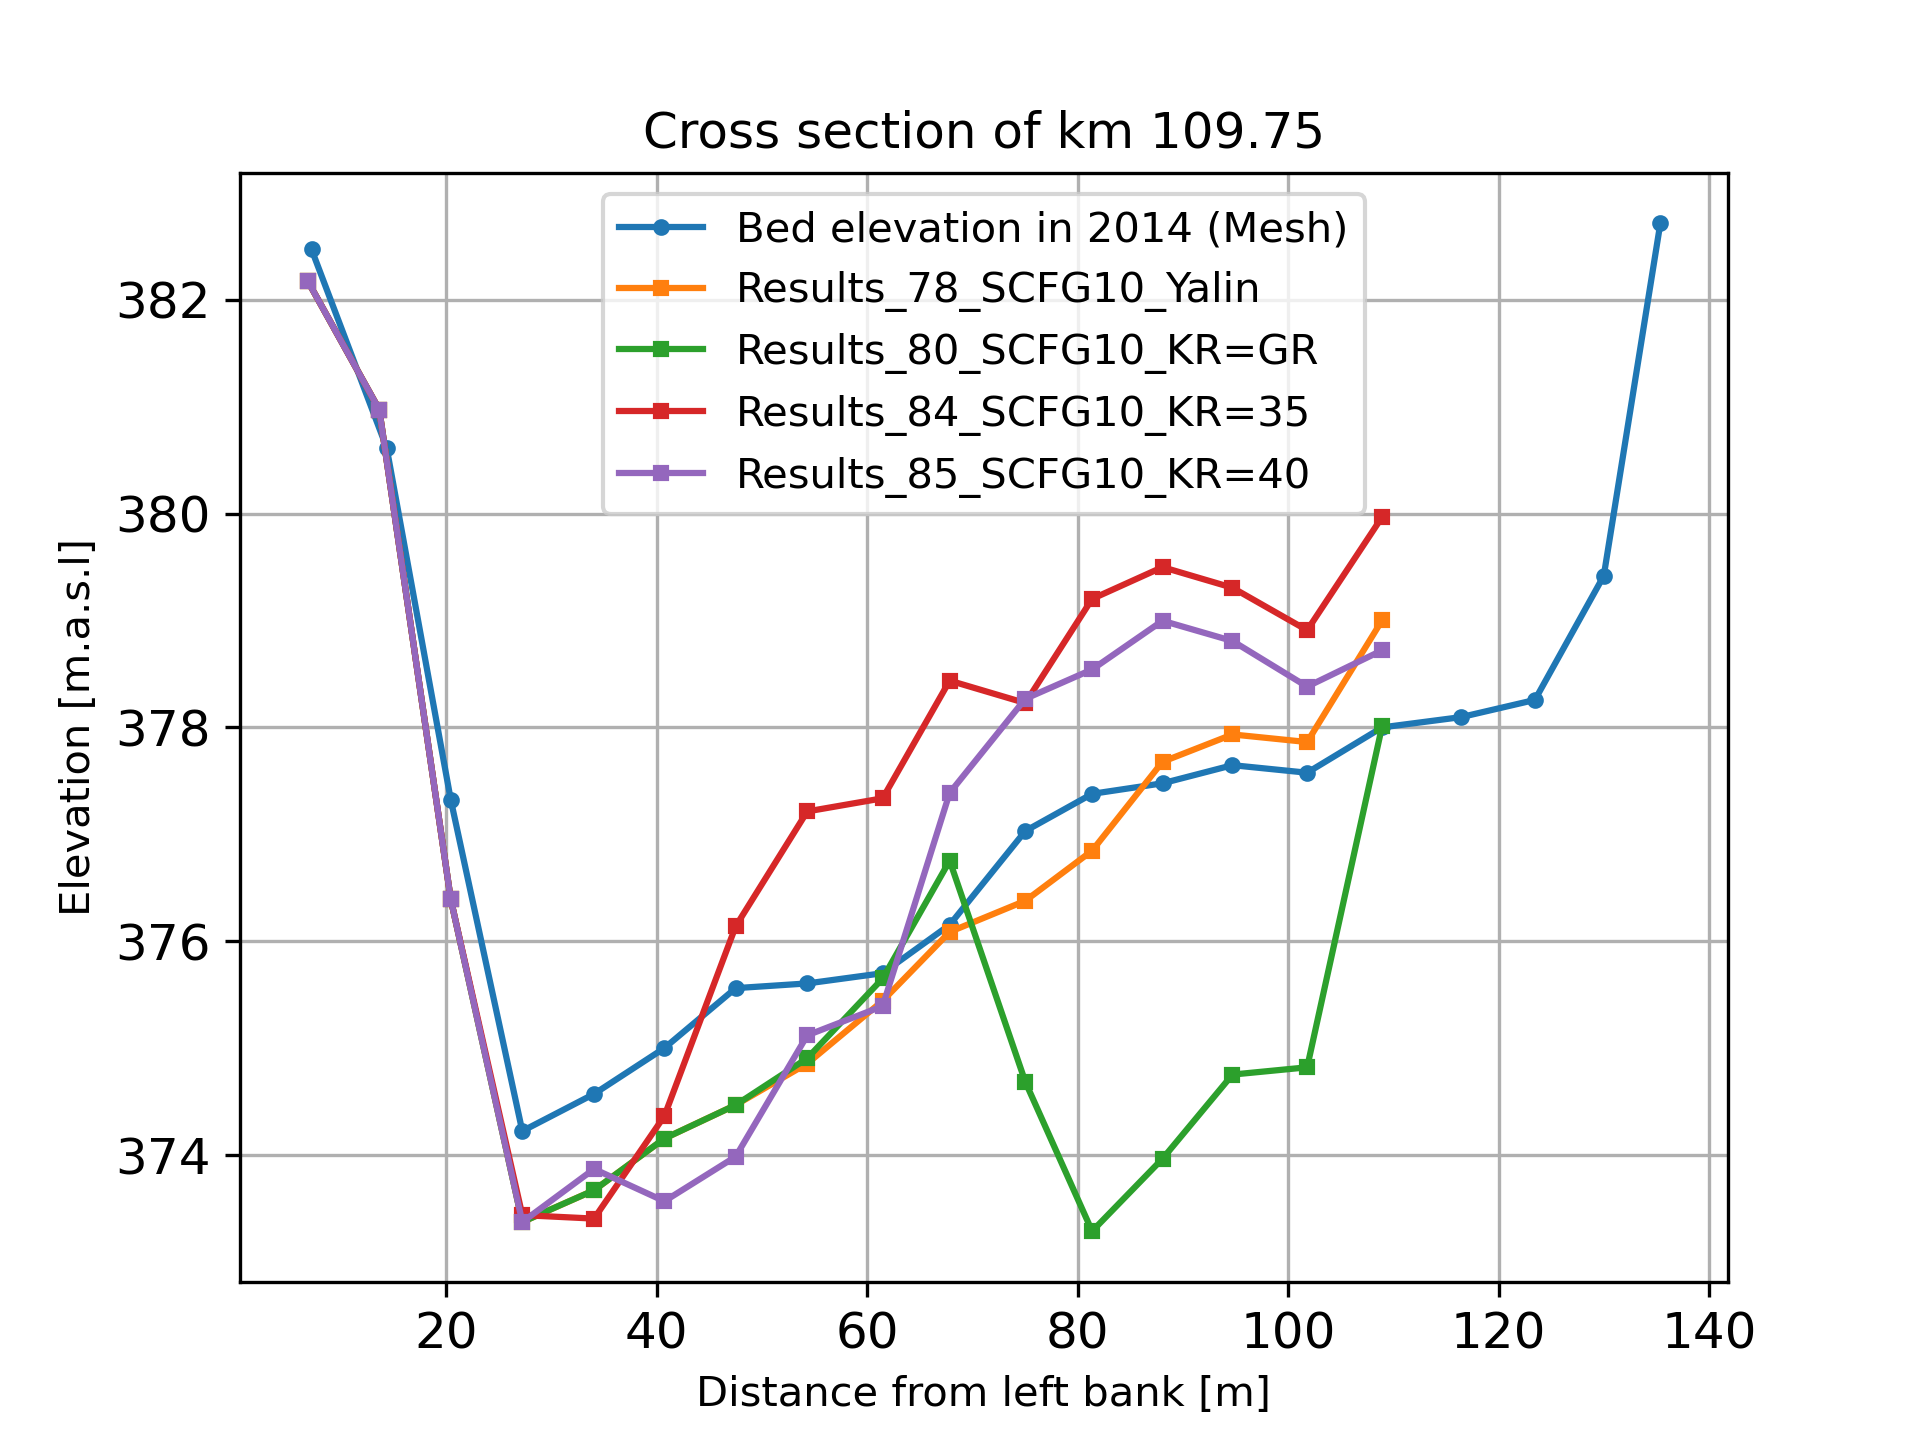 Cross section of km 109.75
Bed elevation in 2014 (Mesh)
Results_78_SCFG10_Yalin
Results_80_SCFG10_KR=GR
Results_84_SCFG10_KR=35
Results_85_SCFG10_KR=40
Elevation [m.a.s.l]
382
380
378
376
374
20 40 60 80 100 120 140
Distance from left bank [m]